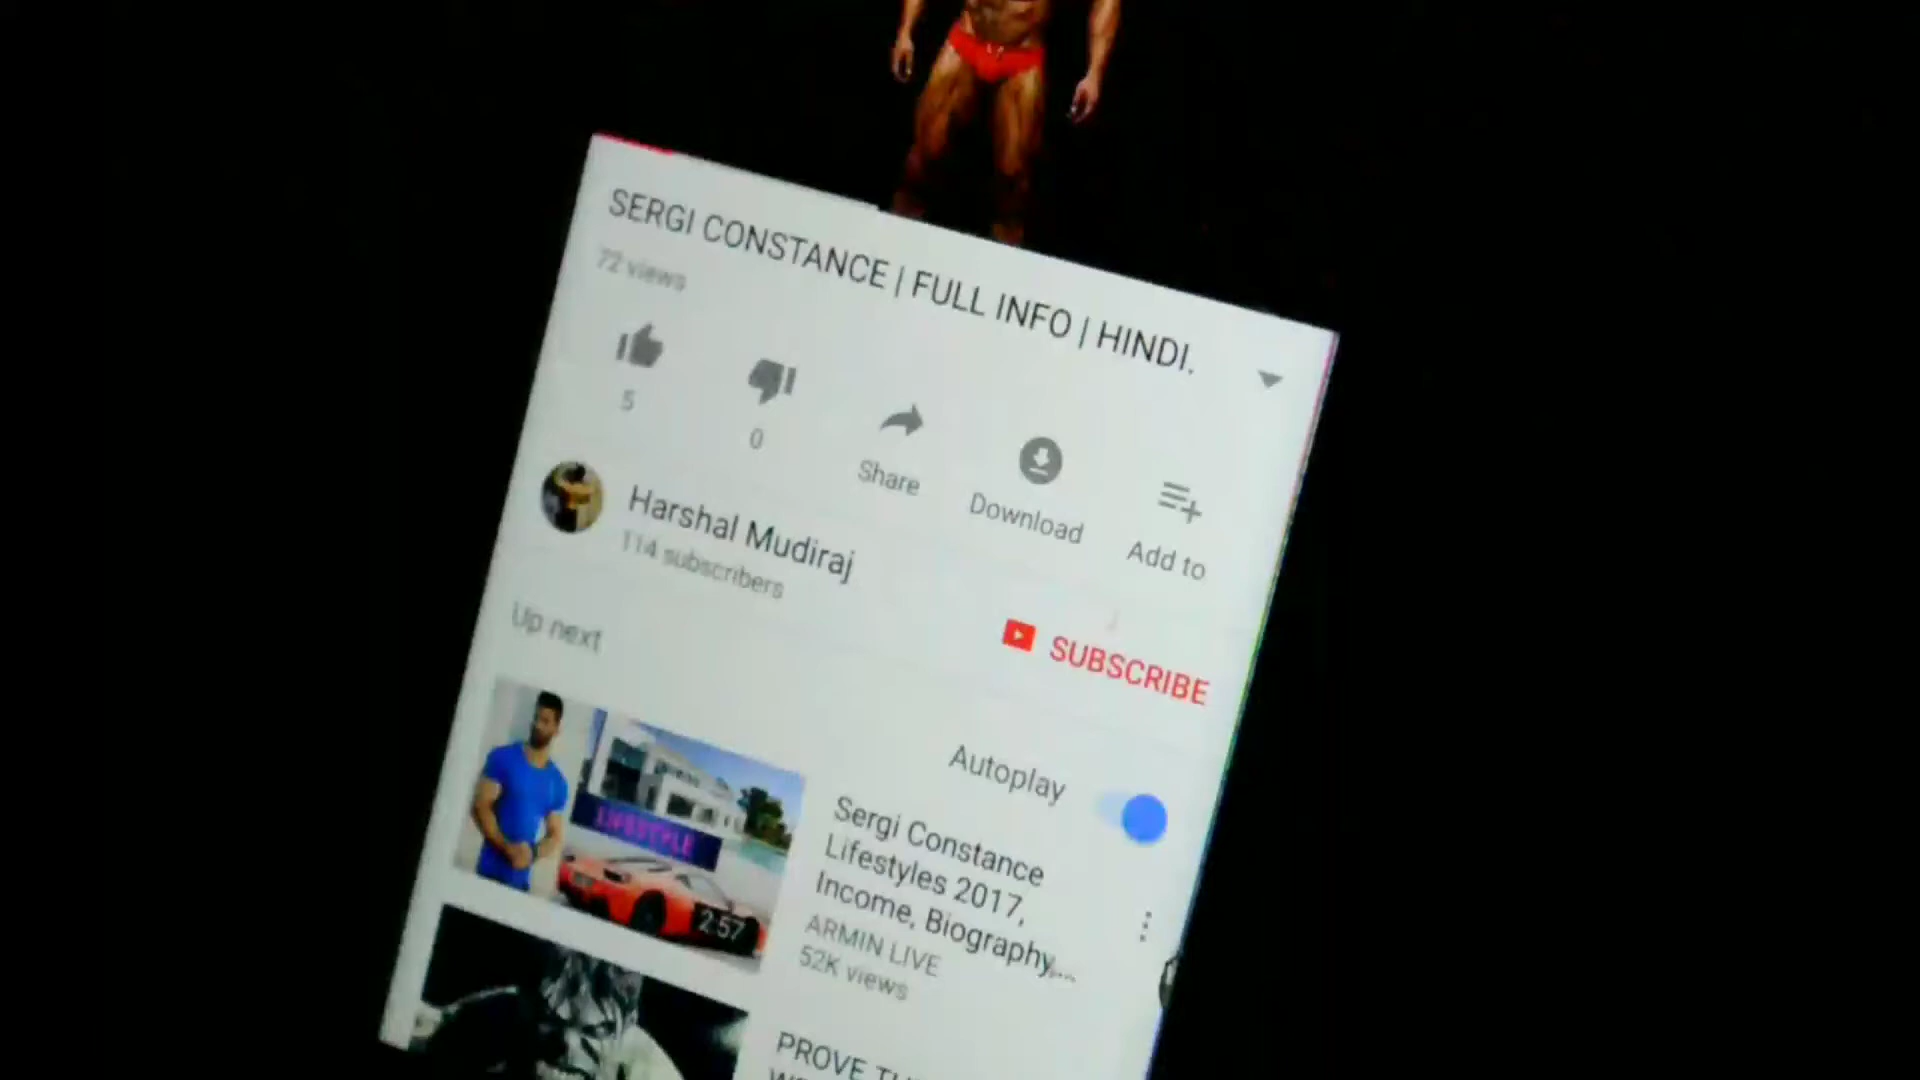 SERGI CONSTANCE | FULL INFO | HINDI.
72 views
5
0
Share
Download
Add to
Harshal Mudiraj
114 subscribers
SUBSCRIBE
Up next
Autoplay
LIFESTYLE
2:57
Sergi Constance
Lifestyles 2017,
Income, Biography,...
ARMIN LIVE
52K views
PROVE